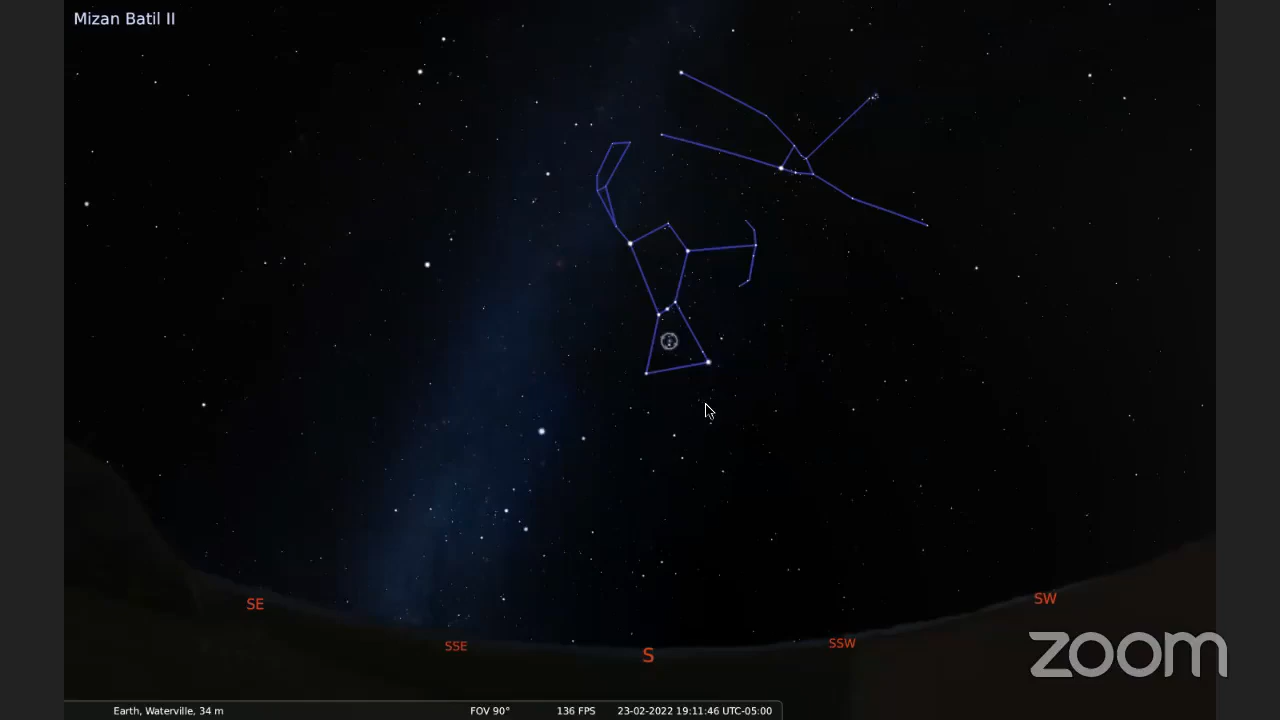 Mizan Batil II
SE
SSE
S
SSW
SW
zoom
Earth, Waterville, 34 m FOV 90° 136 FPS 23-02-2022 19:11:46 UTC-05:00